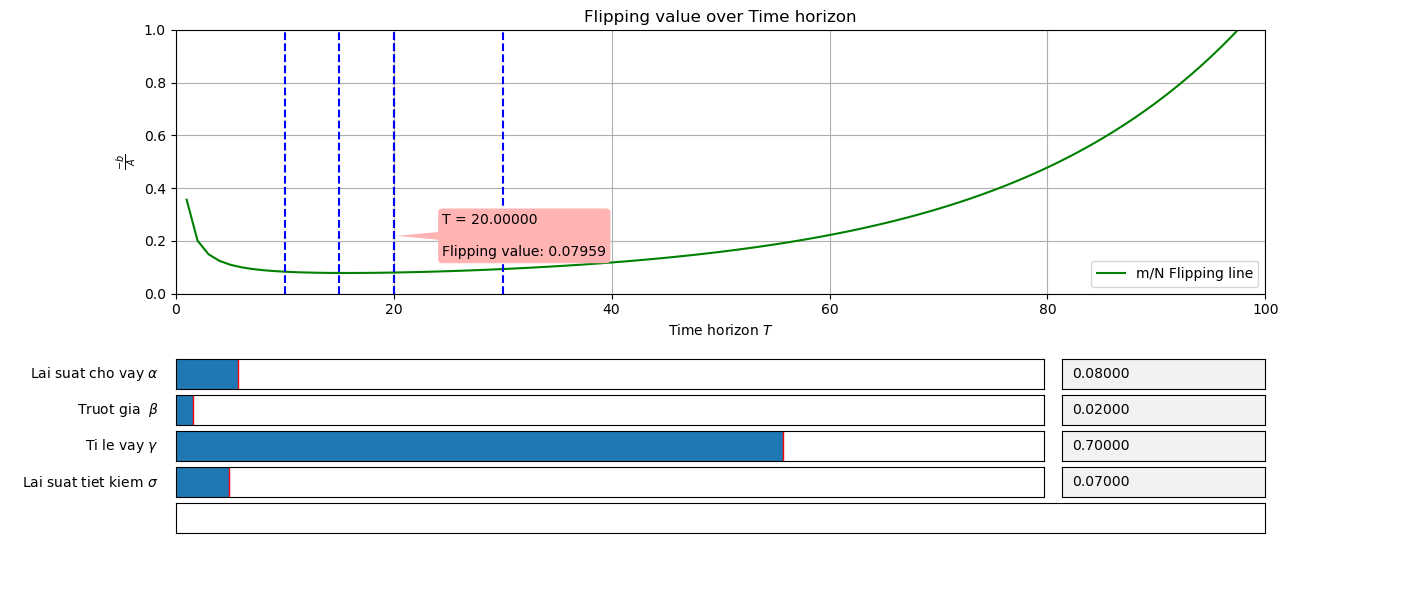 Flipping value over Time horizon
1.0
0.8
0.6
0.4
0.2
0.0
-b
A
T = 20.00000
Flipping value: 0.07959
m/N Flipping line
0 20 40 60 80 100
Time horizon T
Lai suat cho vay α 0.08000
Truot gia β 0.02000
Ti le vay γ 0.70000
Lai suat tiet kiem σ 0.07000